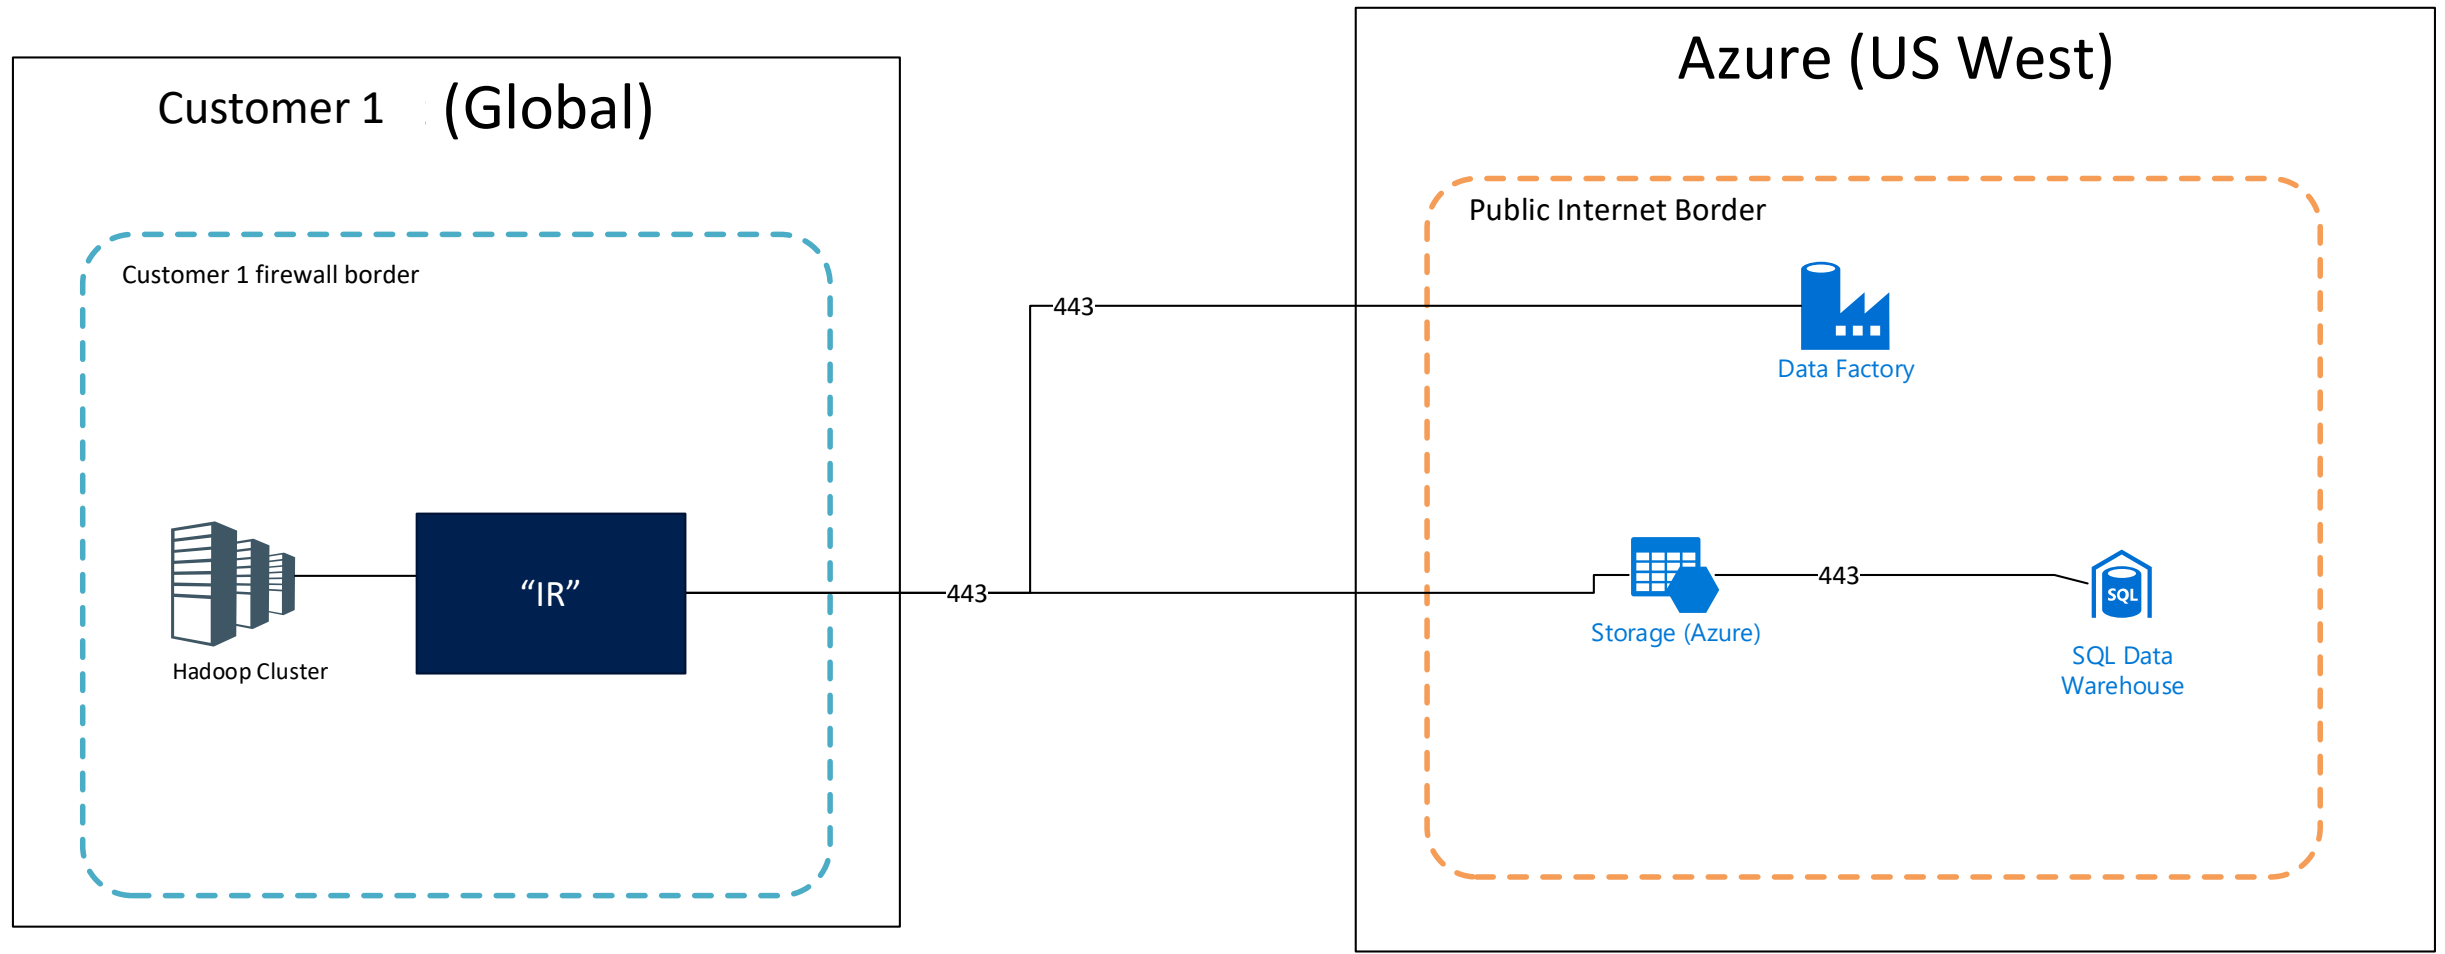 Customer 1 (Global)
Customer 1 firewall border
Hadoop Cluster
“IR”
443
443
Azure (US West)
Public Internet Border
Data Factory
Storage (Azure)
443
SQL
SQL Data
Warehouse